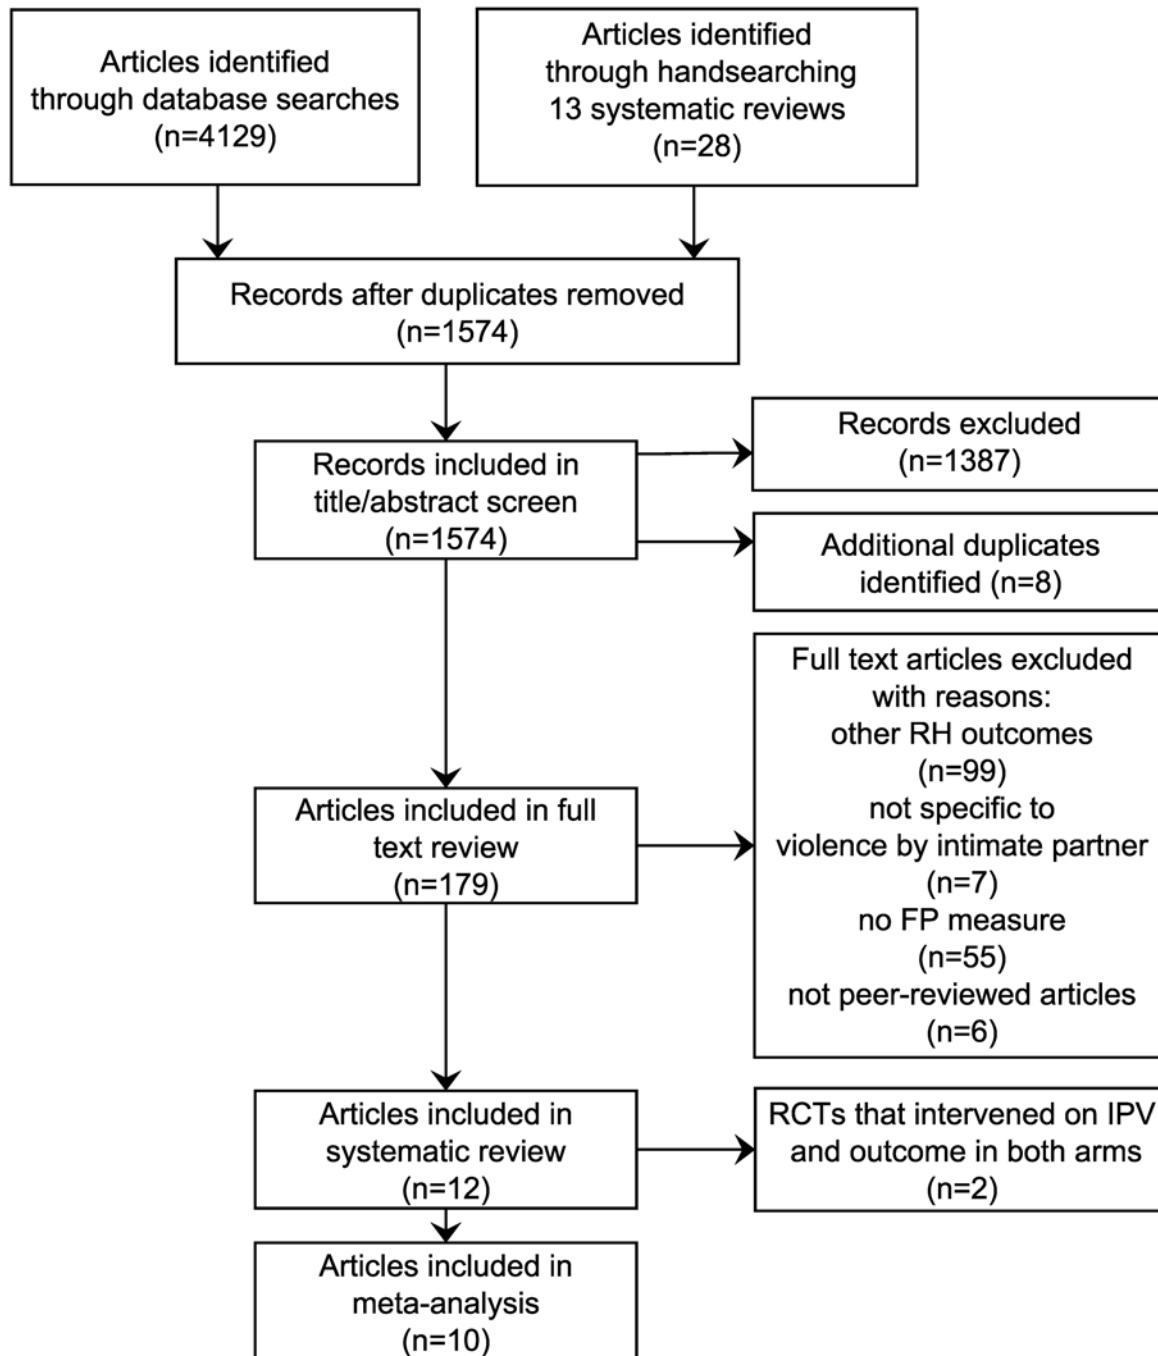 Articles identified
through database searches
(n=4129)
Articles identified
through handsearching
13 systematic reviews
(n=28)
Records after duplicates removed
(n=1574)
Records included in
title/abstract screen
(n=1574)
Records excluded
(n=1387)
Additional duplicates
identified (n=8)
Articles included in full
text review
(n=179)
Full text articles excluded
with reasons:
other RH outcomes
(n=99)
not specific to
violence by intimate partner
(n=7)
no FP measure
(n=55)
not peer-reviewed articles
(n=6)
Articles included in
systematic review
(n=12)
RCTs that intervened on IPV
and outcome in both arms
(n=2)
Articles included in
meta-analysis
(n=10)